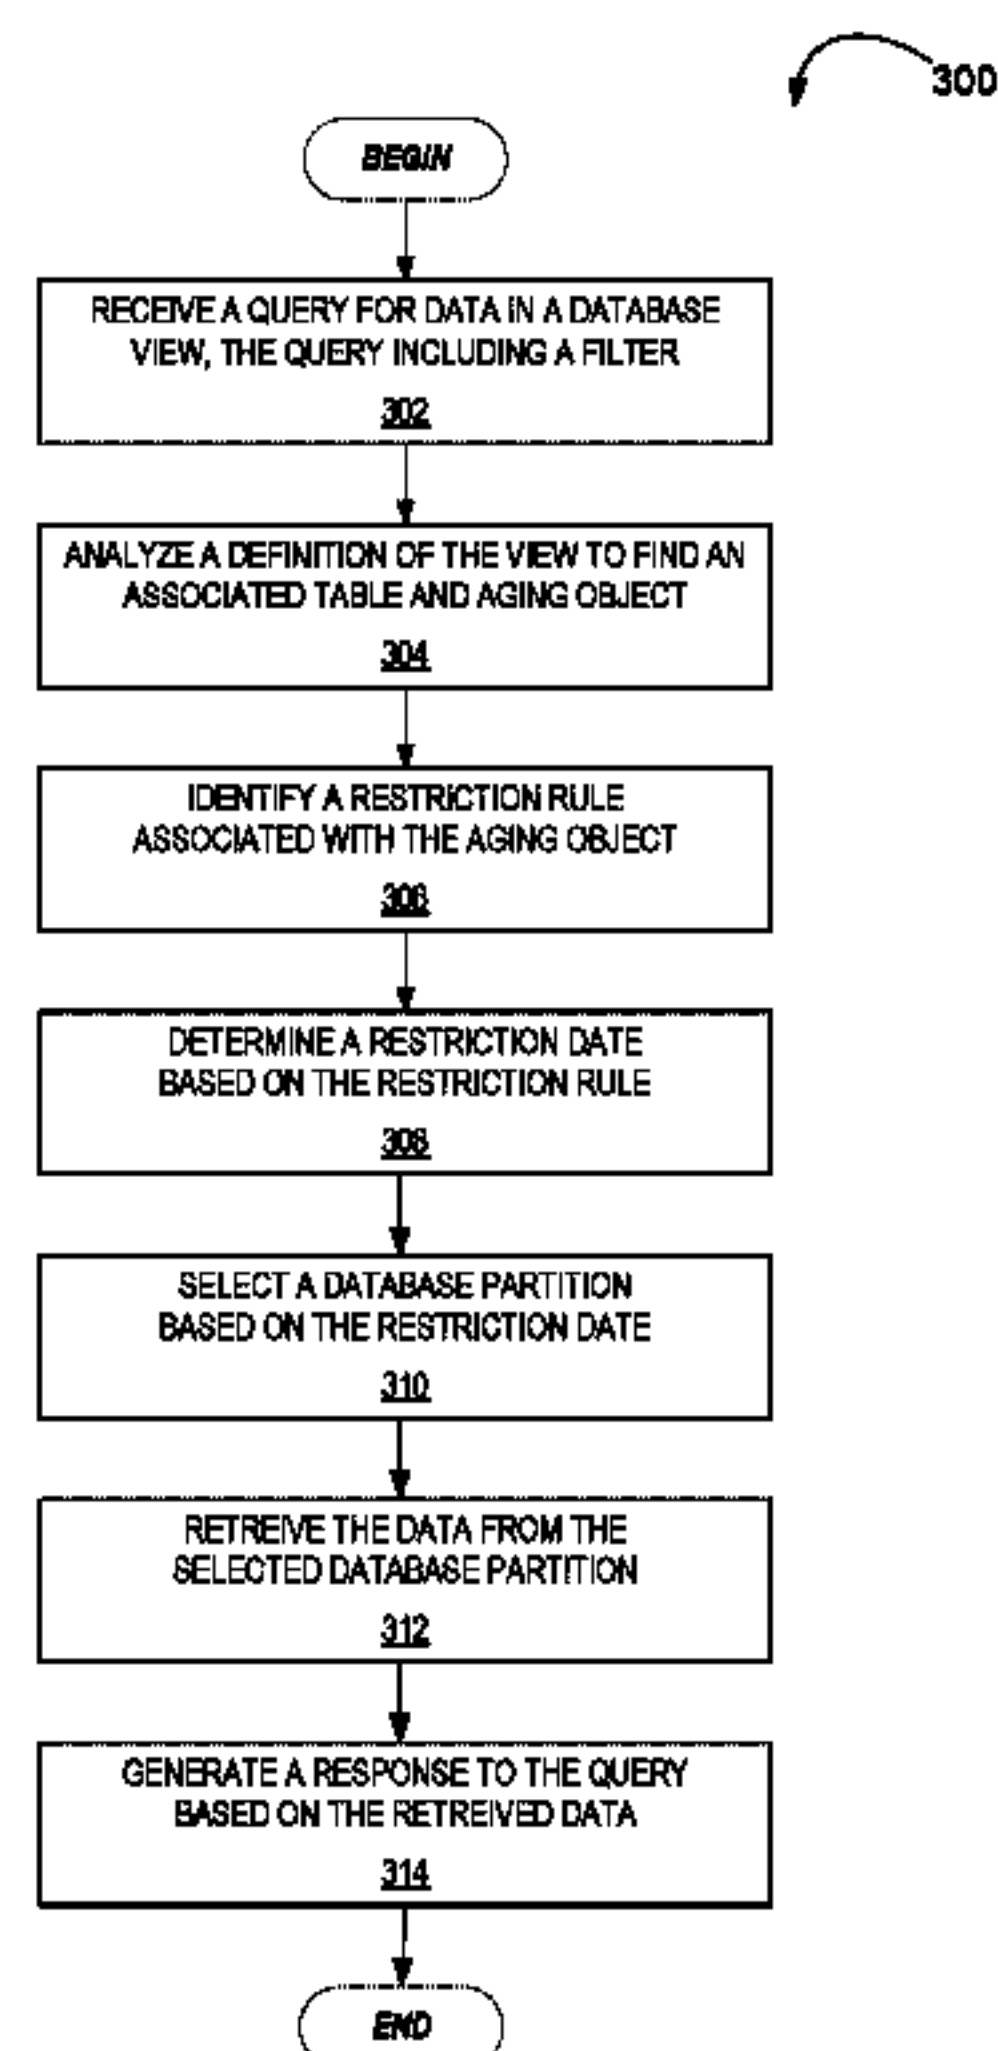 300
BEGIN
RECEIVE A QUERY FOR DATA IN A DATABASE
VIEW, THE QUERY INCLUDING A FILTER
302
ANALYZE A DEFINITION OF THE VIEW TO FIND AN
ASSOCIATED TABLE AND AGING OBJECT
304
IDENTIFY A RESTRICTION RULE
ASSOCIATED WITH THE AGING OBJECT
306
DETERMINE A RESTRICTION DATE
BASED ON THE RESTRICTION RULE
308
SELECT A DATABASE PARTITION
BASED ON THE RESTRICTION DATE
310
RETREIVE THE DATA FROM THE
SELECTED DATABASE PARTITION
312
GENERATE A RESPONSE TO THE QUERY
BASED ON THE RETREIVED DATA
314
END